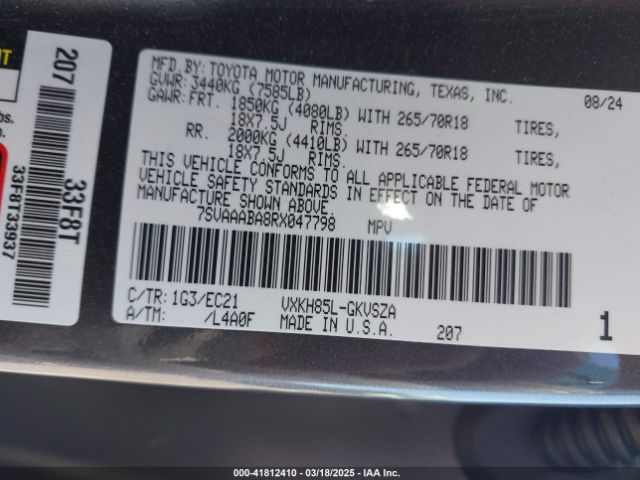 MFD.BY:TOYOTA MOTOR MANUFACTURING, TEXAS, INC. 08/24
GVWR:3440KG (7585LB)
GAWR:FRT. 1850KG (4080LB) WITH 265/70R18 TIRES,
18X7.5J RIMS.
RR. 2000KG (4410LB) WITH 265/70R18 TIRES,
18X7.5J RIMS.
THIS VEHICLE CONFORMS TO ALL APPLICABLE FEDERAL MOTOR
VEHICLE SAFETY STANDARDS IN EFFECT ON THE DATE OF
MANUFACTURE SHOWN ABOVE.
7SVAAABA8RX047798 MPV
C/TR: 1G3/EC21 VXKH85L-GKVSZA
A/TM: /L4A0F MADE IN U.S.A. 207 1
207
33F8T
33F8T33937
bs.
000-41812410 - 03/18/2025 - IAAI Corp.